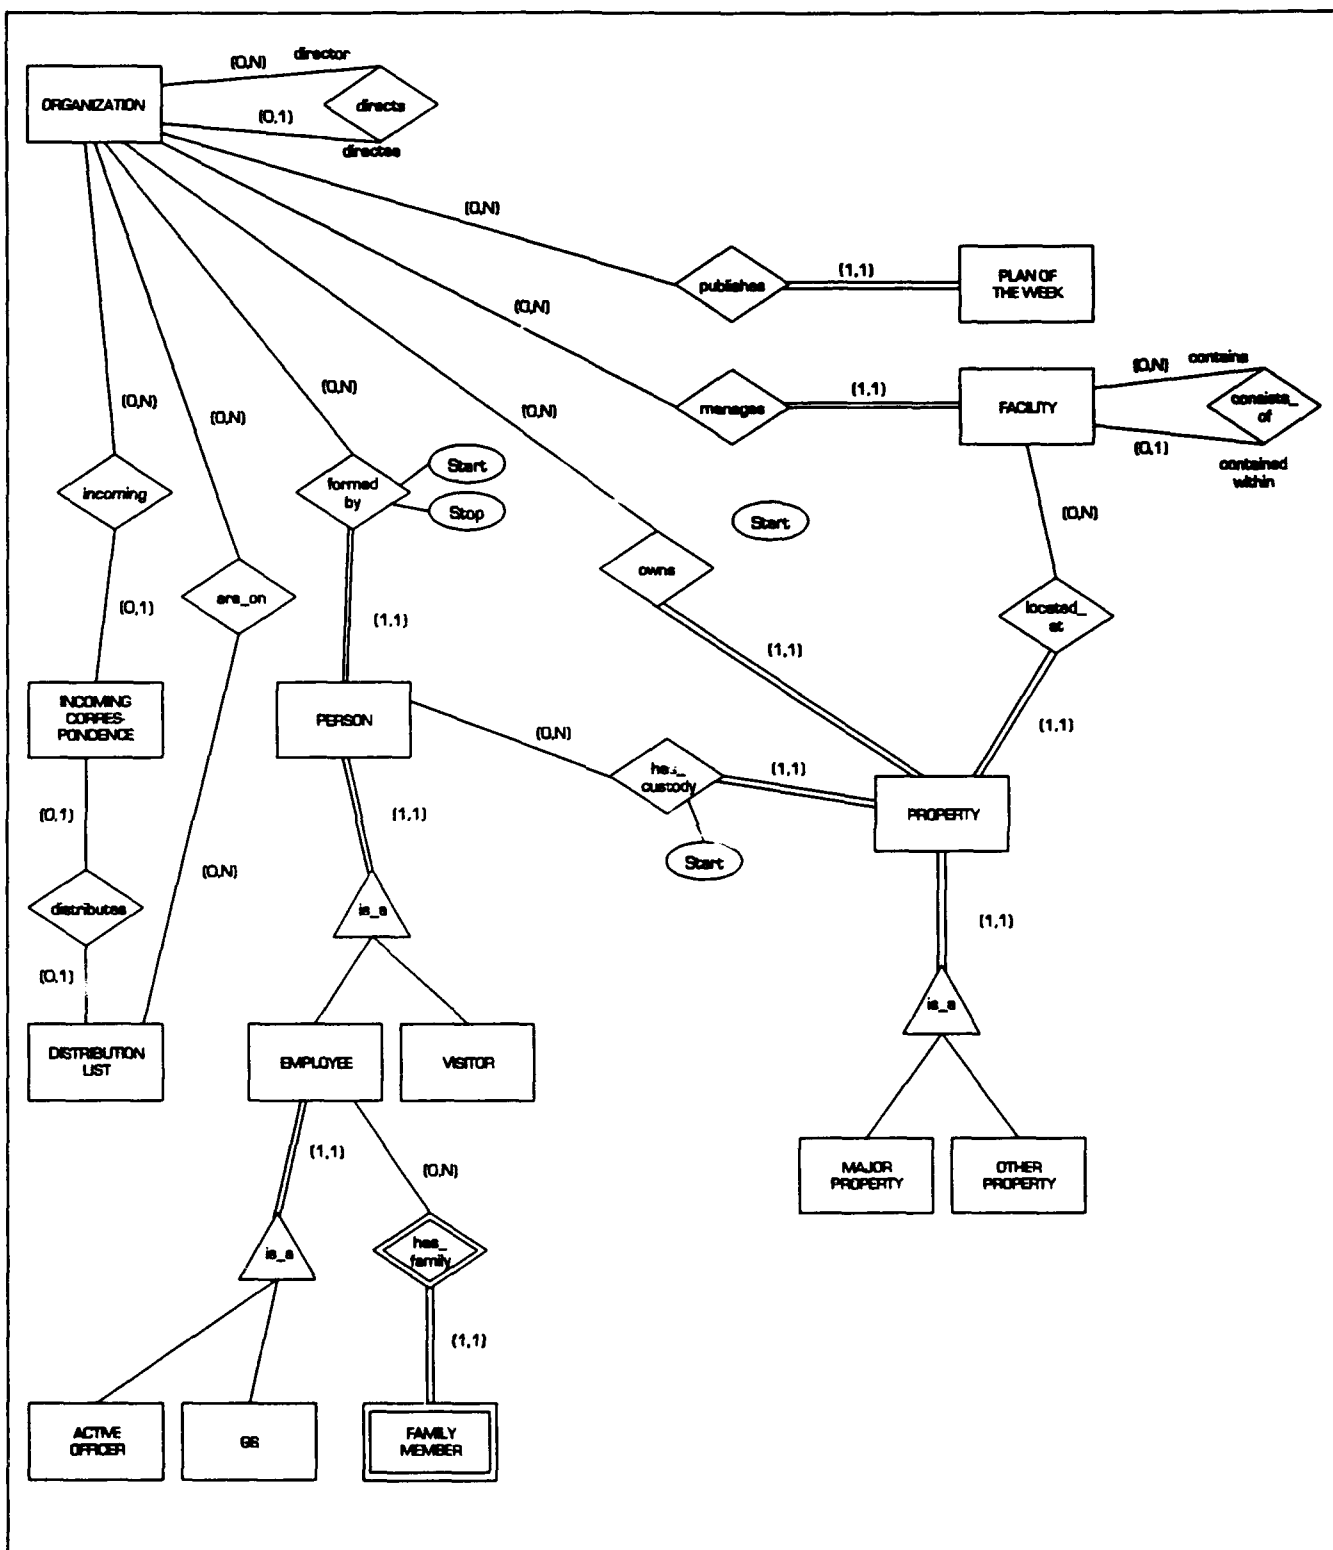 (0,N)
director
ORGANIZATION
directs
(0,1)
directee
(0,N)
publishes
(1,1)
PLAN OF
THE WEEK
(0,N)
manages
(1,1)
FACILITY
(0,N)
contains
consists_
of
(0,1)
contained
within
(0,N)
(0,N)
(0,N)
(0,N)
incoming
formed
by
Start
Stop
Start
(0,N)
owns
are_on
located_
at
(0,1)
(1,1)
(1,1)
(1,1)
INCOMING
CORRES-
PONDENCE
PERSON
(0,N)
has_
custody
(1,1)
PROPERTY
(0,1)
(1,1)
Start
(0,N)
distributes
is_a
(1,1)
(0,1)
is_a
DISTRIBUTION
LIST
EMPLOYEE
VISITOR
(1,1)
(0,N)
MAJOR
PROPERTY
OTHER
PROPERTY
is_a
has_
family
(1,1)
ACTIVE
OFFICER
GS
FAMILY
MEMBER